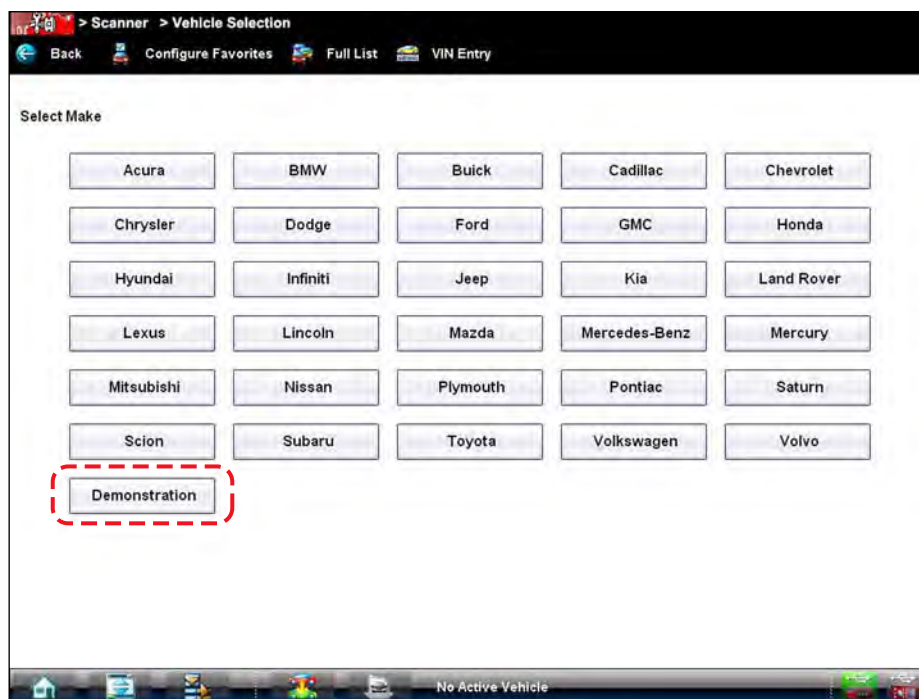 > Scanner > Vehicle Selection
Back Configure Favorites Full List VIN Entry
Select Make
Acura BMW Buick Cadillac Chevrolet
Chrysler Dodge Ford GMC Honda
Hyundai Infiniti Jeep Kia Land Rover
Lexus Lincoln Mazda Mercedes-Benz Mercury
Mitsubishi Nissan Plymouth Pontiac Saturn
Scion Subaru Toyota Volkswagen Volvo
Demonstration
No Active Vehicle